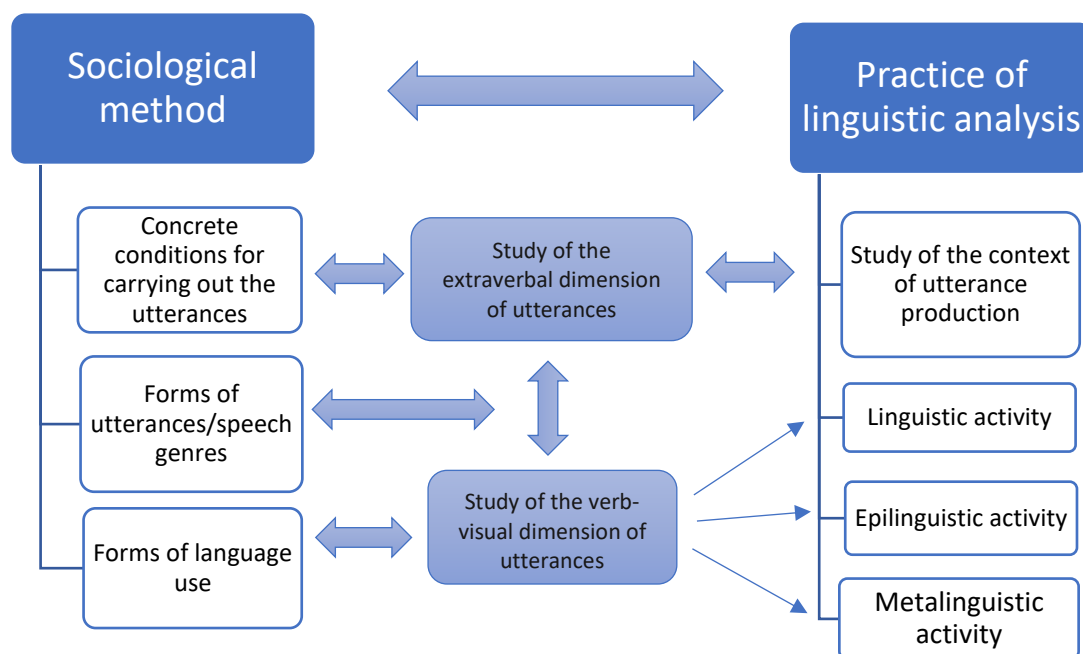 Sociological
method
Practice of
linguistic analysis
Concrete
conditions for
carrying out the
utterances
Study of the
extraverbal dimension
of utterances
Study of the context
of utterance
production
Forms of
utterances/speech
genres
Linguistic activity
Study of the verb-
visual dimension of
utterances
Epilinguistic activity
Forms of language
use
Metalinguistic
activity